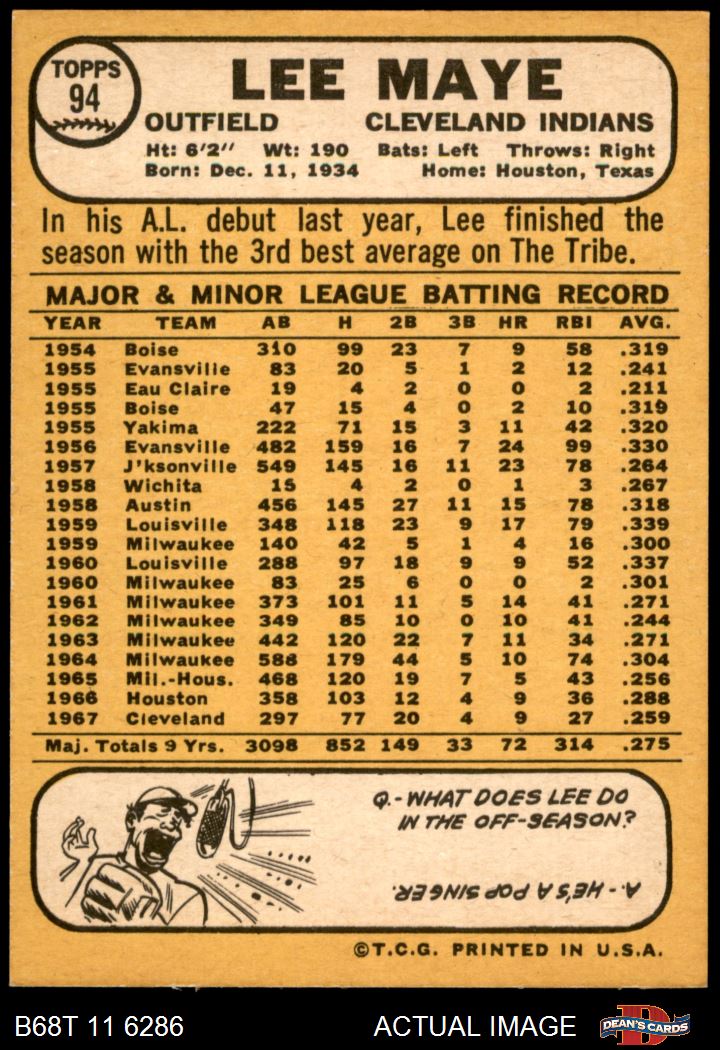 TOPPS
94
LEE MAYE
OUTFIELD CLEVELAND INDIANS
Ht: 6'2" Wt: 190 Bats: Left Throws: Right
Born: Dec. 11, 1934 Home: Houston, Texas
In his A.L. debut last year, Lee finished the
season with the 3rd best average on The Tribe.
MAJOR & MINOR LEAGUE BATTING RECORD
YEAR TEAM AB H 2B 3B HR RBI AVG.
1954 Boise 310 99 23 7 9 58 .319
1955 Evansville 83 20 5 1 2 12 .241
1955 Eau Claire 19 4 2 0 0 2 .211
1955 Boise 47 15 4 0 2 10 .319
1955 Yakima 222 71 15 3 11 42 .320
1956 Evansville 482 159 16 7 24 99 .330
1957 J'ksonville 549 145 16 11 23 78 .264
1958 Wichita 15 4 2 0 1 3 .267
1958 Austin 456 145 27 11 15 78 .318
1959 Louisville 348 118 23 9 17 79 .339
1959 Milwaukee 140 42 5 1 4 16 .300
1960 Louisville 288 97 18 9 9 52 .337
1960 Milwaukee 83 25 6 0 0 2 .301
1961 Milwaukee 373 101 11 5 14 41 .271
1962 Milwaukee 349 85 10 0 10 41 .244
1963 Milwaukee 442 120 22 7 11 34 .271
1964 Milwaukee 588 179 44 5 10 74 .304
1965 Mil.-Hous. 468 120 19 7 5 43 .256
1966 Houston 358 103 12 4 9 36 .288
1967 Cleveland 297 77 20 4 9 27 .259
Maj. Totals 9 Yrs. 3098 852 149 33 72 314 .275
Q.-WHAT DOES LEE DO
IN THE OFF-SEASON?
A.-HE'S A POP SINGER.
©T.C.G. PRINTED IN U.S.A.
B68T 11 6286 ACTUAL IMAGE
D
DEAN'S CARDS